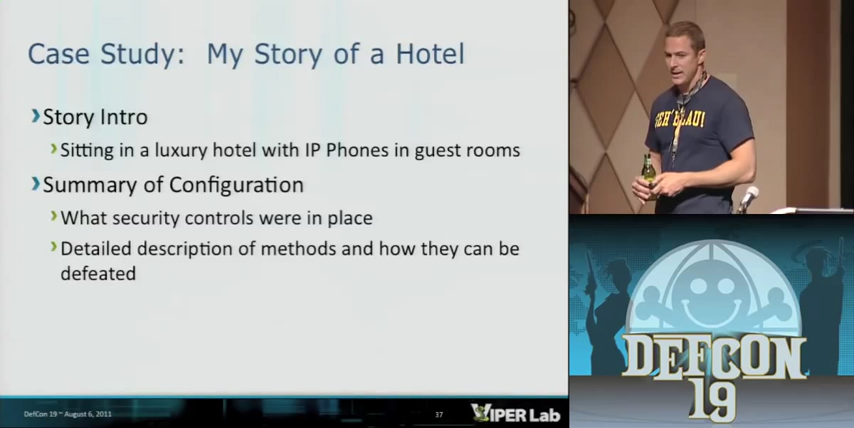 Case Study: My Story of a Hotel
Story Intro
Sitting in a luxury hotel with IP Phones in guest rooms
Summary of Configuration
What security controls were in place
Detailed description of methods and how they can be
defeated
DefCon 19 ~ August 6, 2011
37
VIPER Lab
DEFCON
19